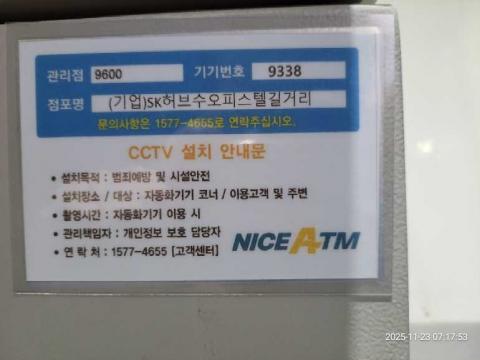 관리점 9600 기기번호 9338
점포명 (기업)SK허브수오피스텔길거리
문의사항은 1577-4655로 연락주십시오.
CCTV 설치 안내문
• 설치목적 : 범죄예방 및 시설안전
• 설치장소 / 대상 : 자동화기기 코너 / 이용고객 및 주변
• 촬영시간 : 자동화기기 이용 시
• 관리책임자 : 개인정보 보호 담당자
• 연 락 처 : 1577-4655 [고객센터]
NICE ATM
2025-11-23 07:17:53